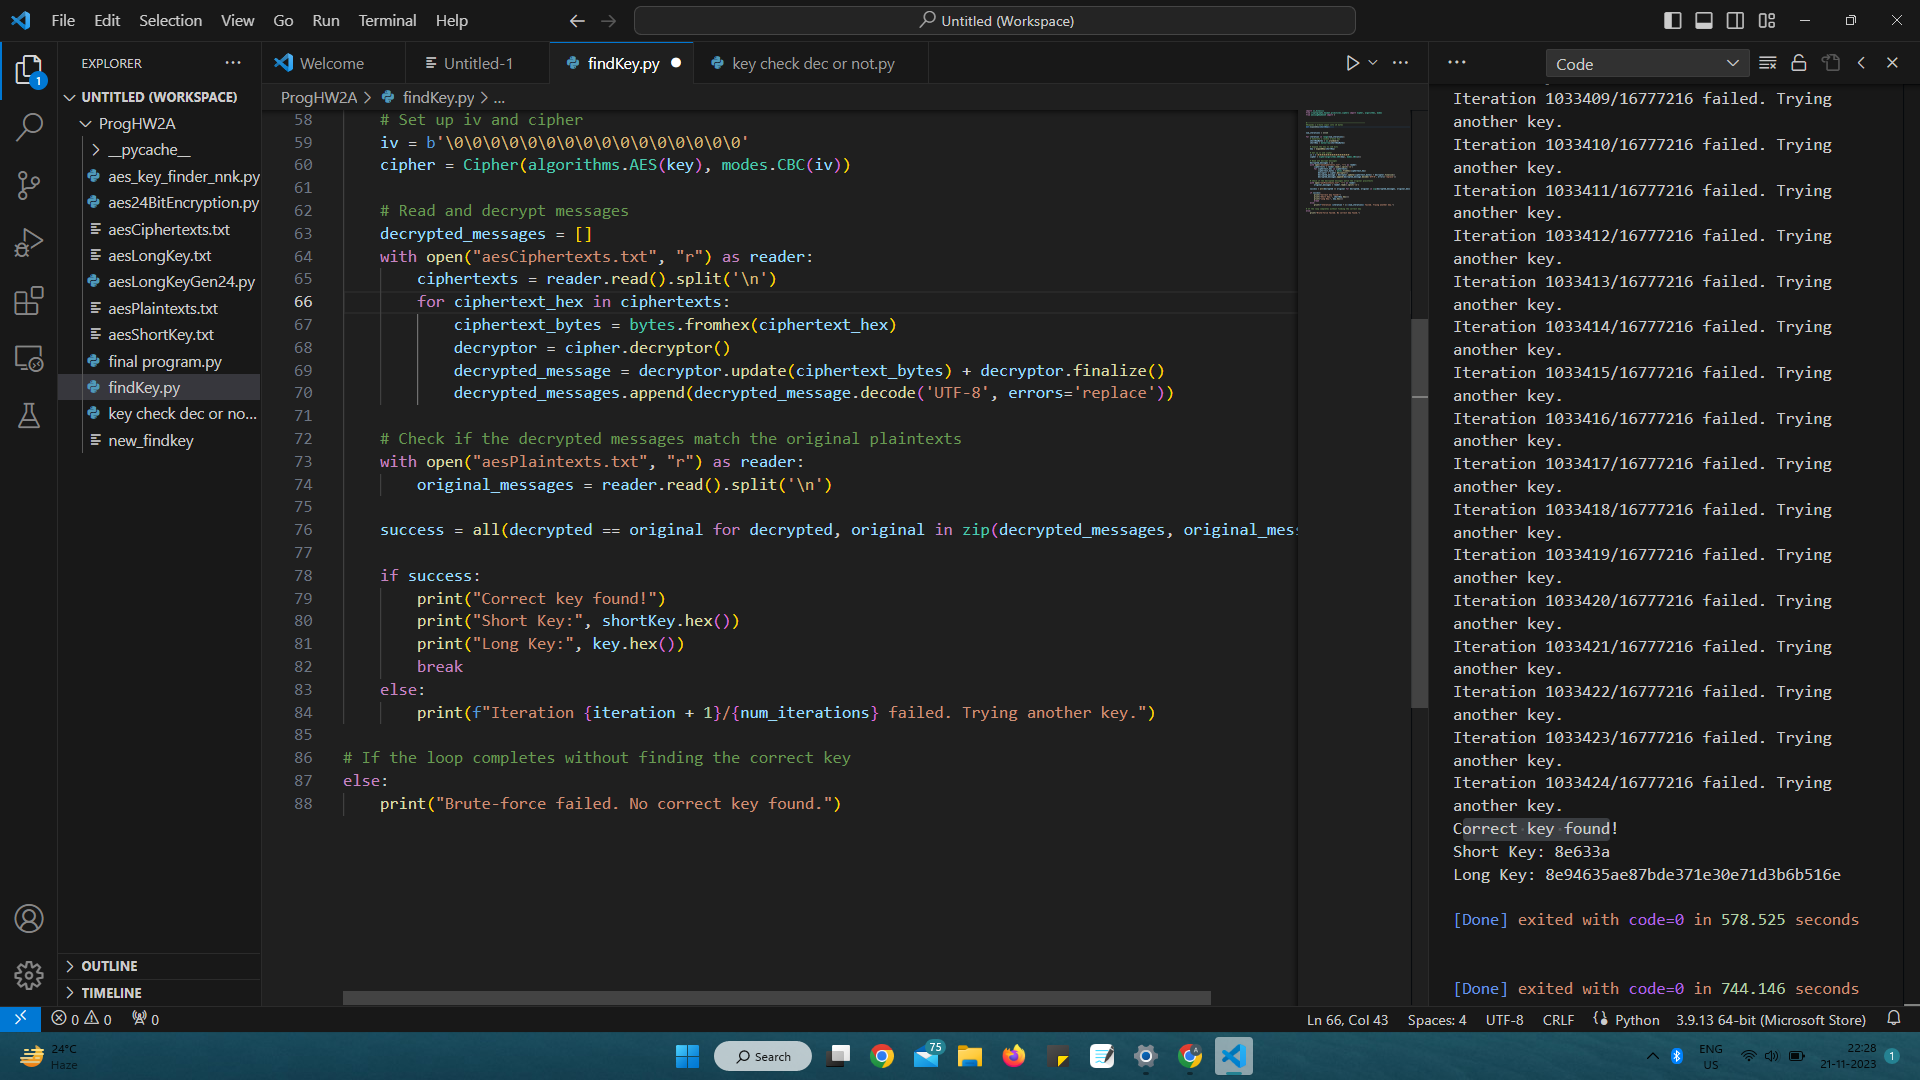 File Edit Selection View Go Run Terminal Help
Untitled (Workspace)
EXPLORER
UNTITLED (WORKSPACE)
ProgHW2A
__pycache__
aes_key_finder_nnk.py
aes24BitEncryption.py
aesCiphertexts.txt
aesLongKey.txt
aesLongKeyGen24.py
aesPlaintexts.txt
aesShortKey.txt
final program.py
findKey.py
key check dec or no...
new_findkey
OUTLINE
TIMELINE
Welcome
Untitled-1
findKey.py
key check dec or not.py
ProgHW2A > findKey.py > ...
58 # Set up iv and cipher
59 iv = b'\0\0\0\0\0\0\0\0\0\0\0\0\0\0\0\0'
60 cipher = Cipher(algorithms.AES(key), modes.CBC(iv))
61
62 # Read and decrypt messages
63 decrypted_messages = []
64 with open("aesCiphertexts.txt", "r") as reader:
65 ciphertexts = reader.read().split('\n')
66 for ciphertext_hex in ciphertexts:
67 ciphertext_bytes = bytes.fromhex(ciphertext_hex)
68 decryptor = cipher.decryptor()
69 decrypted_message = decryptor.update(ciphertext_bytes) + decryptor.finalize()
70 decrypted_messages.append(decrypted_message.decode('UTF-8', errors='replace'))
71
72 # Check if the decrypted messages match the original plaintexts
73 with open("aesPlaintexts.txt", "r") as reader:
74 original_messages = reader.read().split('\n')
75
76 success = all(decrypted == original for decrypted, original in zip(decrypted_messages, original_mess
77
78 if success:
79 print("Correct key found!")
80 print("Short Key:", shortKey.hex())
81 print("Long Key:", key.hex())
82 break
83 else:
84 print(f"Iteration {iteration + 1}/{num_iterations} failed. Trying another key.")
85
86 # If the loop completes without finding the correct key
87 else:
88 print("Brute-force failed. No correct key found.")
Code
Iteration 1033409/16777216 failed. Trying
another key.
Iteration 1033410/16777216 failed. Trying
another key.
Iteration 1033411/16777216 failed. Trying
another key.
Iteration 1033412/16777216 failed. Trying
another key.
Iteration 1033413/16777216 failed. Trying
another key.
Iteration 1033414/16777216 failed. Trying
another key.
Iteration 1033415/16777216 failed. Trying
another key.
Iteration 1033416/16777216 failed. Trying
another key.
Iteration 1033417/16777216 failed. Trying
another key.
Iteration 1033418/16777216 failed. Trying
another key.
Iteration 1033419/16777216 failed. Trying
another key.
Iteration 1033420/16777216 failed. Trying
another key.
Iteration 1033421/16777216 failed. Trying
another key.
Iteration 1033422/16777216 failed. Trying
another key.
Iteration 1033423/16777216 failed. Trying
another key.
Iteration 1033424/16777216 failed. Trying
another key.
Correct key found!
Short Key: 8e633a
Long Key: 8e94635ae87bde371e30e71d3b6b516e
[Done] exited with code=0 in 578.525 seconds
[Done] exited with code=0 in 744.146 seconds
0 0 0
Ln 66, Col 43 Spaces: 4 UTF-8 CRLF Python 3.9.13 64-bit (Microsoft Store)
24°C
Haze
Search
75
ENG
US
22:28
21-11-2023
1